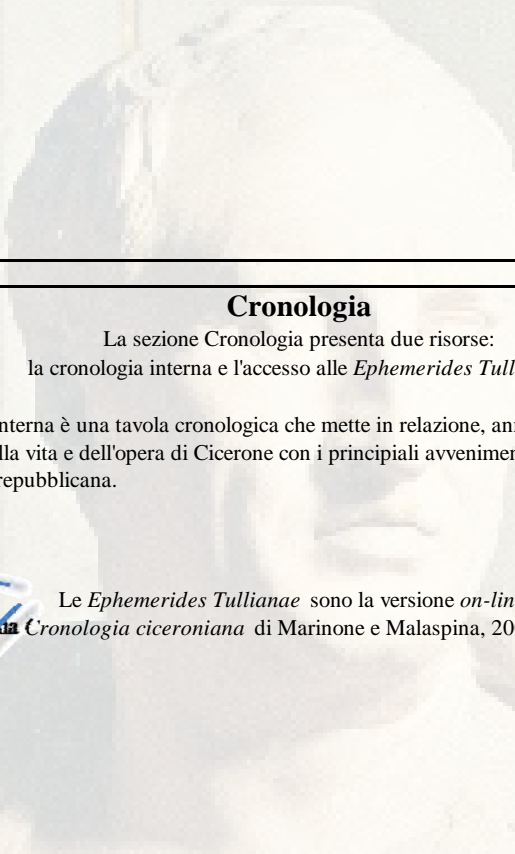 Cronologia
La sezione Cronologia presenta due risorse:
la cronologia interna e l'accesso alle Ephemerides Tull
nterna è una tavola cronologica che mette in relazione, an
lla vita e dell'opera di Cicerone con i principali avvenimen
repubblicana.
Le Ephemerides Tullianae sono la versione on-lin
Cronologia ciceroniana di Marinone e Malaspina, 20